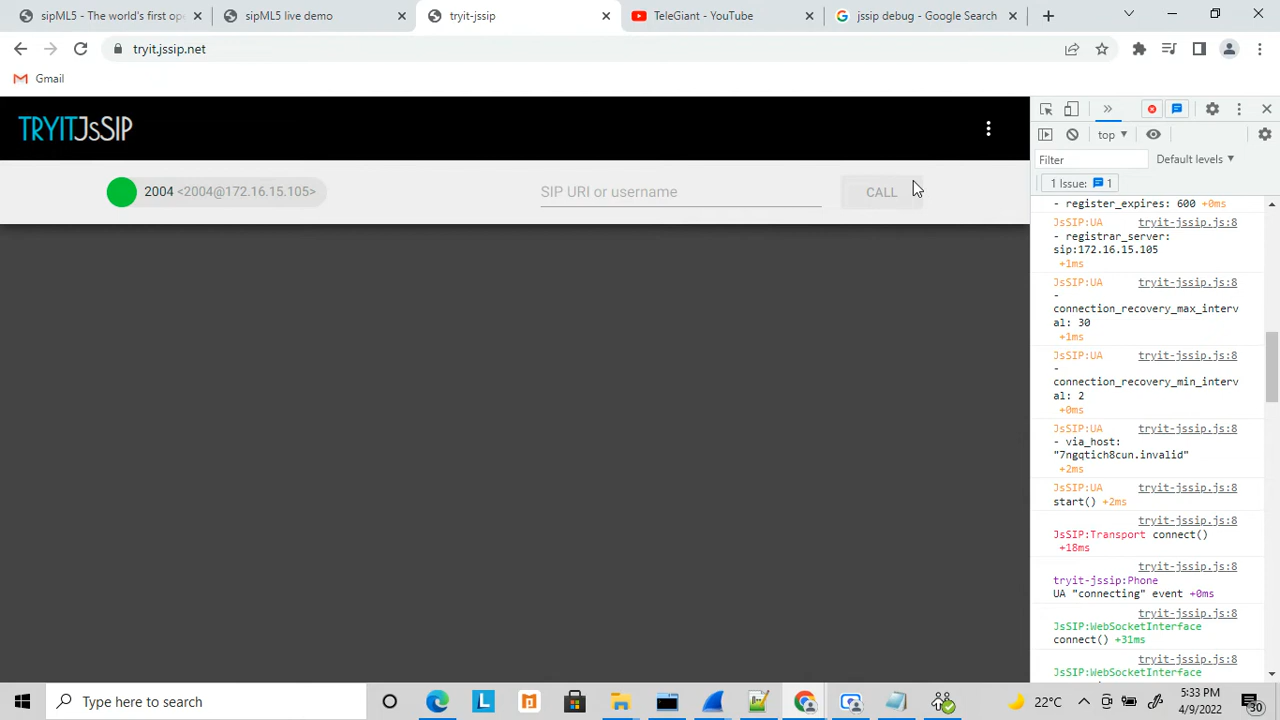 sipML5 - The world's first ope
sipML5 live demo
tryit-jssip
TeleGiant - YouTube
jssip debug - Google Search
tryit.jssip.net
Gmail
TRYITJsSIP
2004 <2004@172.16.15.105>
SIP URI or username
CALL
top
Filter
Default levels
1 Issue: 1
- register_expires: 600 +0ms
JsSIP:UA tryit-jssip.js:8
- registrar_server:
sip:172.16.15.105
+1ms
JsSIP:UA tryit-jssip.js:8
-
connection_recovery_max_interv
al: 30
+1ms
JsSIP:UA tryit-jssip.js:8
-
connection_recovery_min_interv
al: 2
+0ms
JsSIP:UA tryit-jssip.js:8
- via_host:
"7ngqtich8cun.invalid"
+2ms
JsSIP:UA tryit-jssip.js:8
start() +2ms
tryit-jssip.js:8
JsSIP:Transport connect()
+18ms
tryit-jssip.js:8
tryit-jssip:Phone
UA "connecting" event +0ms
tryit-jssip.js:8
JsSIP:WebSocketInterface
connect() +31ms
tryit-jssip.js:8
JsSIP:WebSocketInterface
Type here to search
22°C
5:33 PM
4/9/2022
30